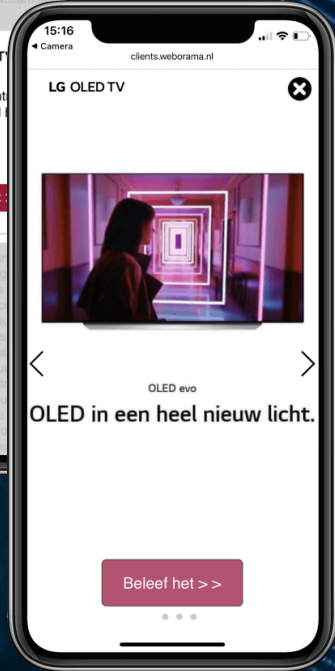 15:16
◀ Camera
clients.weborama.nl
LG OLED TV
OLED evo
OLED in een heel nieuw licht.
Beleef het > >